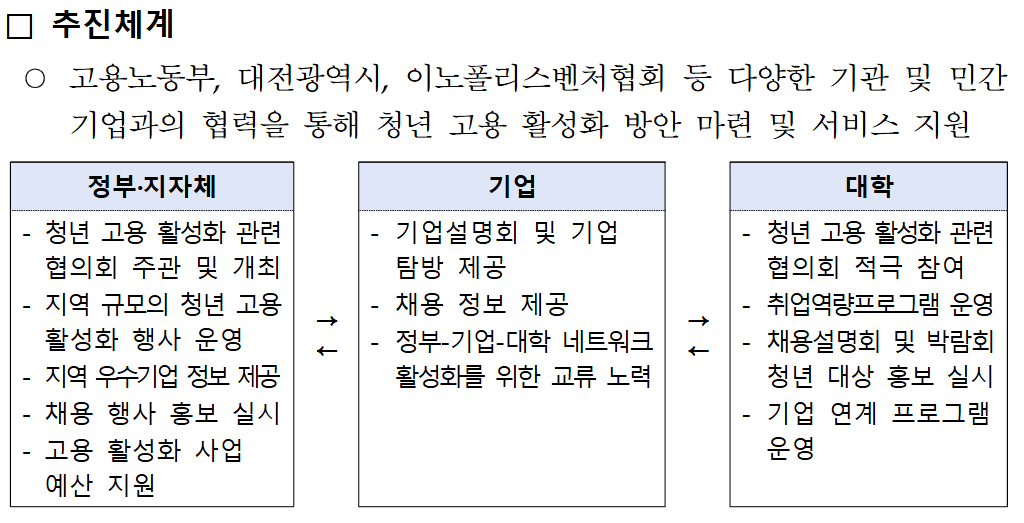 □ 추진체계
○ 고용노동부, 대전광역시, 이노폴리스벤처협회 등 다양한 기관 및 민간
기업과의 협력을 통해 청년 고용 활성화 방안 마련 및 서비스 지원
정부·지자체
- 청년 고용 활성화 관련
협의회 주관 및 개최
- 지역 규모의 청년 고용
활성화 행사 운영
- 지역 우수기업 정보 제공
- 채용 행사 홍보 실시
- 고용 활성화 사업
예산 지원
→
←
기업
- 기업설명회 및 기업
탐방 제공
- 채용 정보 제공
- 정부-기업-대학 네트워크
활성화를 위한 교류 노력
→
←
대학
- 청년 고용 활성화 관련
협의회 적극 참여
- 취업역량프로그램 운영
- 채용설명회 및 박람회
청년 대상 홍보 실시
- 기업 연계 프로그램
운영